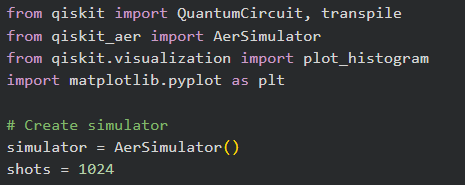 from qiskit import QuantumCircuit, transpile
from qiskit_aer import AerSimulator
from qiskit.visualization import plot_histogram
import matplotlib.pyplot as plt
# Create simulator
simulator = AerSimulator()
shots = 1024